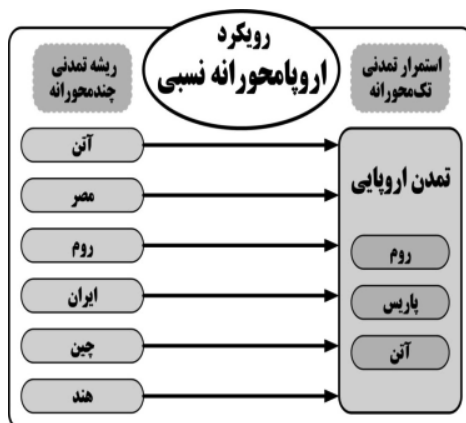 رویکرد
اروپامحورانه نسبی
ریشه تمدنی
چندمحورانه
استمرار تمدنی
تک‌محورانه
آتن
مصر
روم
ایران
چین
هند
تمدن اروپایی
روم
پاریس
آتن